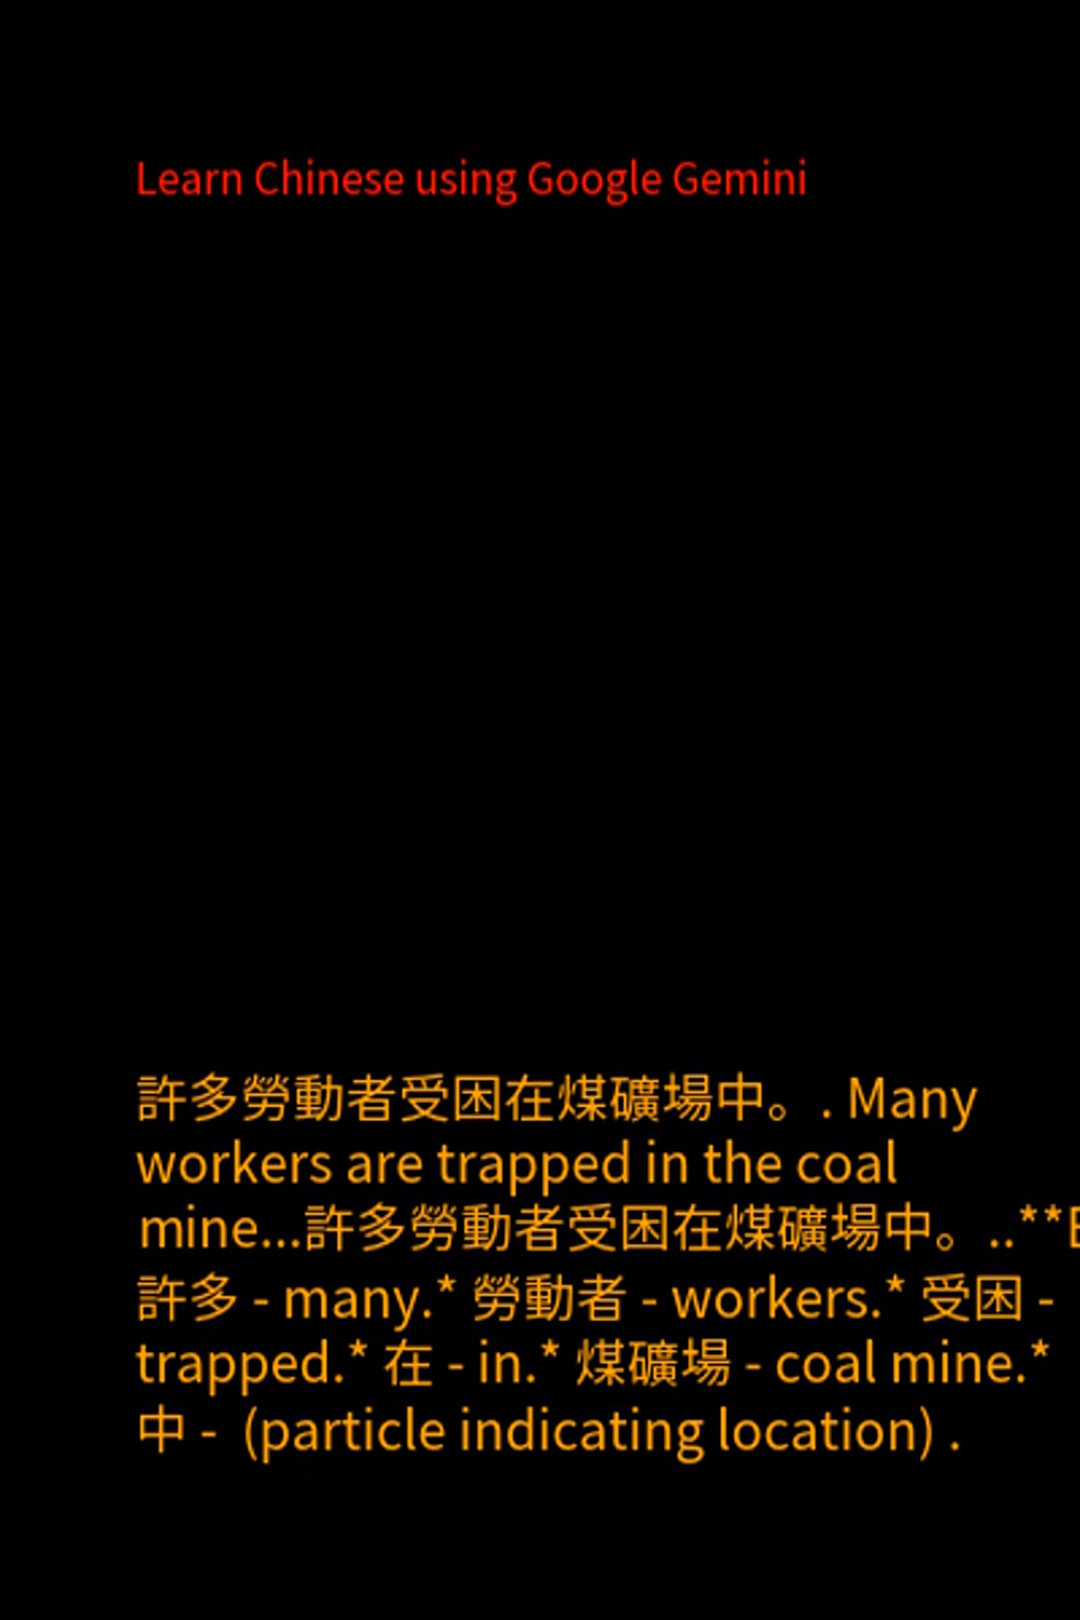 Learn Chinese using Google Gemini
許多勞動者受困在煤礦場中。. Many
workers are trapped in the coal
mine...許多勞動者受困在煤礦場中。..**
許多 - many.* 勞動者 - workers.* 受困 -
trapped.* 在 - in.* 煤礦場 - coal mine.*
中 - (particle indicating location) .